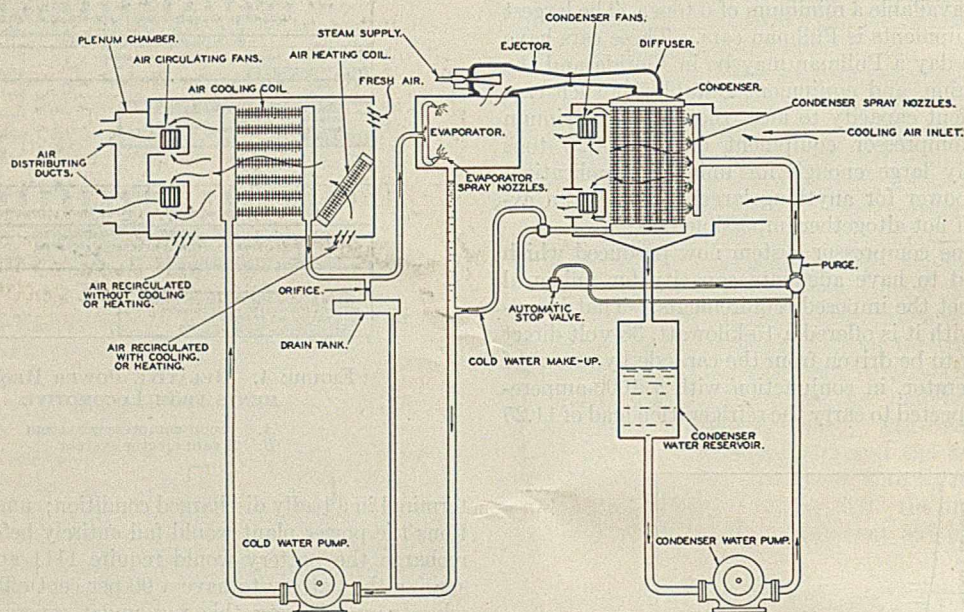 PLENUM CHAMBER.
AIR CIRCULATING FANS.
AIR COOLING COIL
STEAM SUPPLY.
AIR HEATING COIL.
FRESH AIR.
EJECTOR.
CONDENSER FANS.
DIFFUSER.
CONDENSER.
CONDENSER SPRAY NOZZLES.
COOLING AIR INLET.
AIR
DISTRIBUTING
DUCTS.
EVAPORATOR.
EVAPORATOR
SPRAY NOZZLES.
AIR RECIRCULATED
WITHOUT COOLING
OR HEATING.
ORIFICE.
DRAIN TANK.
AIR RECIRCULATED
WITH COOLING.
OR HEATING.
AUTOMATIC
STOP VALVE.
COLD WATER MAKE-UP.
PURGE.
CONDENSER
WATER RESERVOIR.
COLD WATER PUMP.
CONDENSER WATER PUMP.